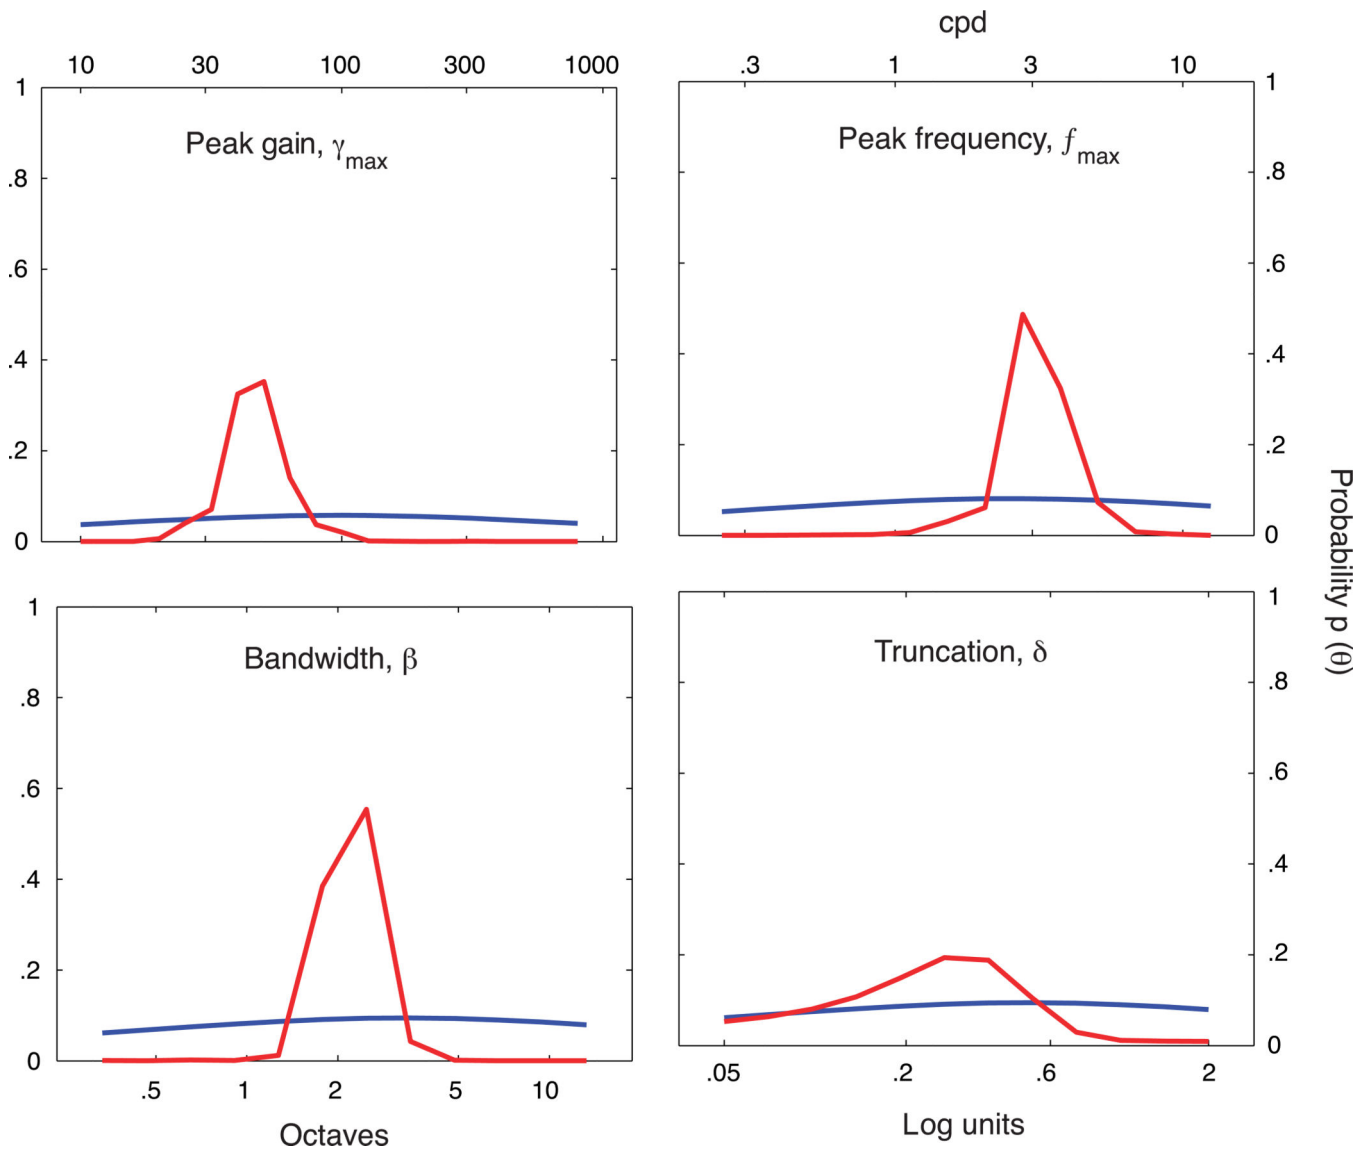 cpd
10 30 100 300 1000
.3 1 3 10
1
.8
.6
.4
.2
0
Peak gain, γmax
1
.8
.6
.4
.2
0
Peak frequency, fmax
1
.8
.6
.4
.2
0
Bandwidth, β
.5 1 2 5 10
Octaves
1
.8
.6
.4
.2
0
Truncation, δ
.05 .2 .6 2
Log units
Probability p (θ)